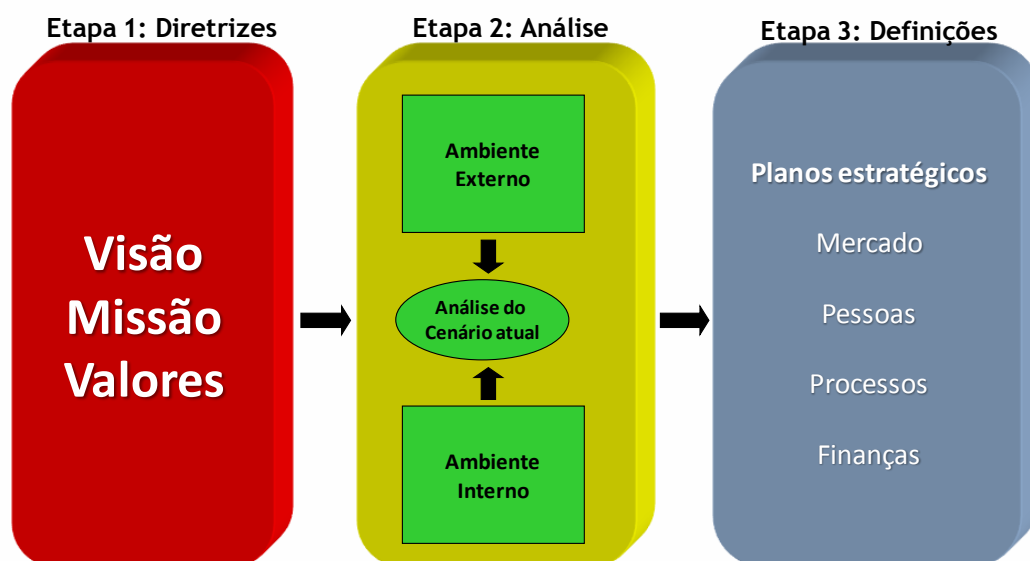 Etapa 1: Diretrizes
Visão
Missão
Valores
Etapa 2: Análise
Ambiente
Externo
Análise do
Cenário atual
Ambiente
Interno
Etapa 3: Definições
Planos estratégicos
Mercado
Pessoas
Processos
Finanças